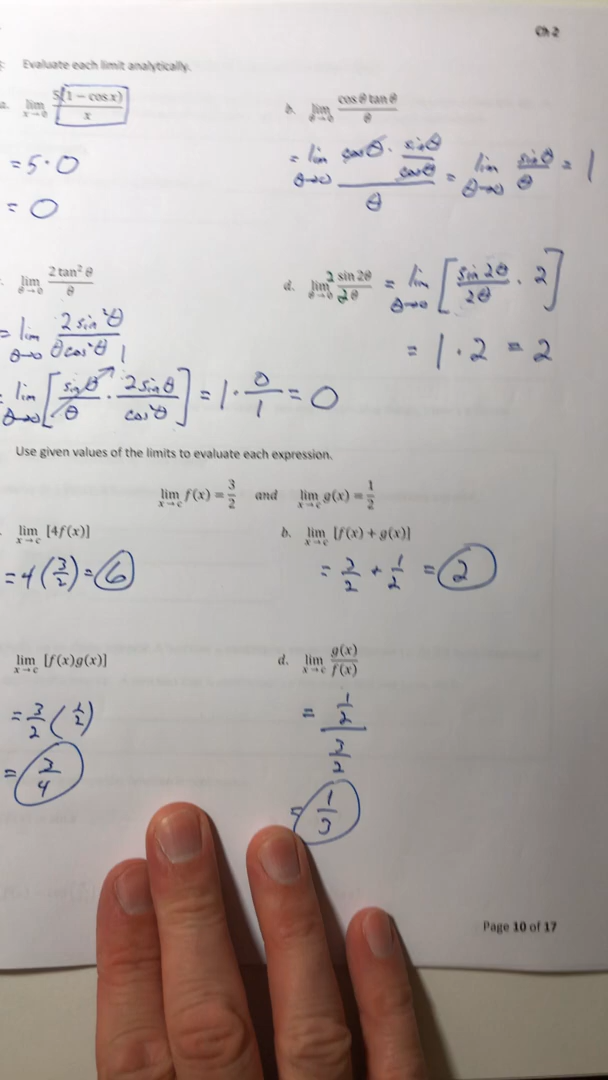 Ch 2
Evaluate each limit analytically.
a. lim x→0 5(1 − cos x) / x
= 5 · 0
= 0
b. lim θ→0 cos θ tan θ / θ
= lim θ→0 (cosθ · sinθ/cosθ) / θ = lim θ→0 sinθ/θ = 1
. lim θ→0 2 tan² θ / θ
= lim θ→0 2 sin²θ / θcos²θ
= lim θ→0 [sinθ/θ · 2sinθ/cos²θ] = 1 · 0/1 = 0
d. lim θ→0 2 sin 2θ / 2θ = lim θ→0 [sin 2θ / 2θ · 2]
= 1 · 2 = 2
Use given values of the limits to evaluate each expression.
lim x→c f(x) = 3/2 and lim x→c g(x) = 1/2
. lim x→c [4f(x)]
= 4(3/2) = 6
b. lim x→c [f(x) + g(x)]
= 3/2 + 1/2 = 2
lim x→c [f(x)g(x)]
= 3/2 (1/2)
= 3/4
d. lim x→c g(x)/f(x)
= 1/2 / 3/2
= 1/3
Page 10 of 17